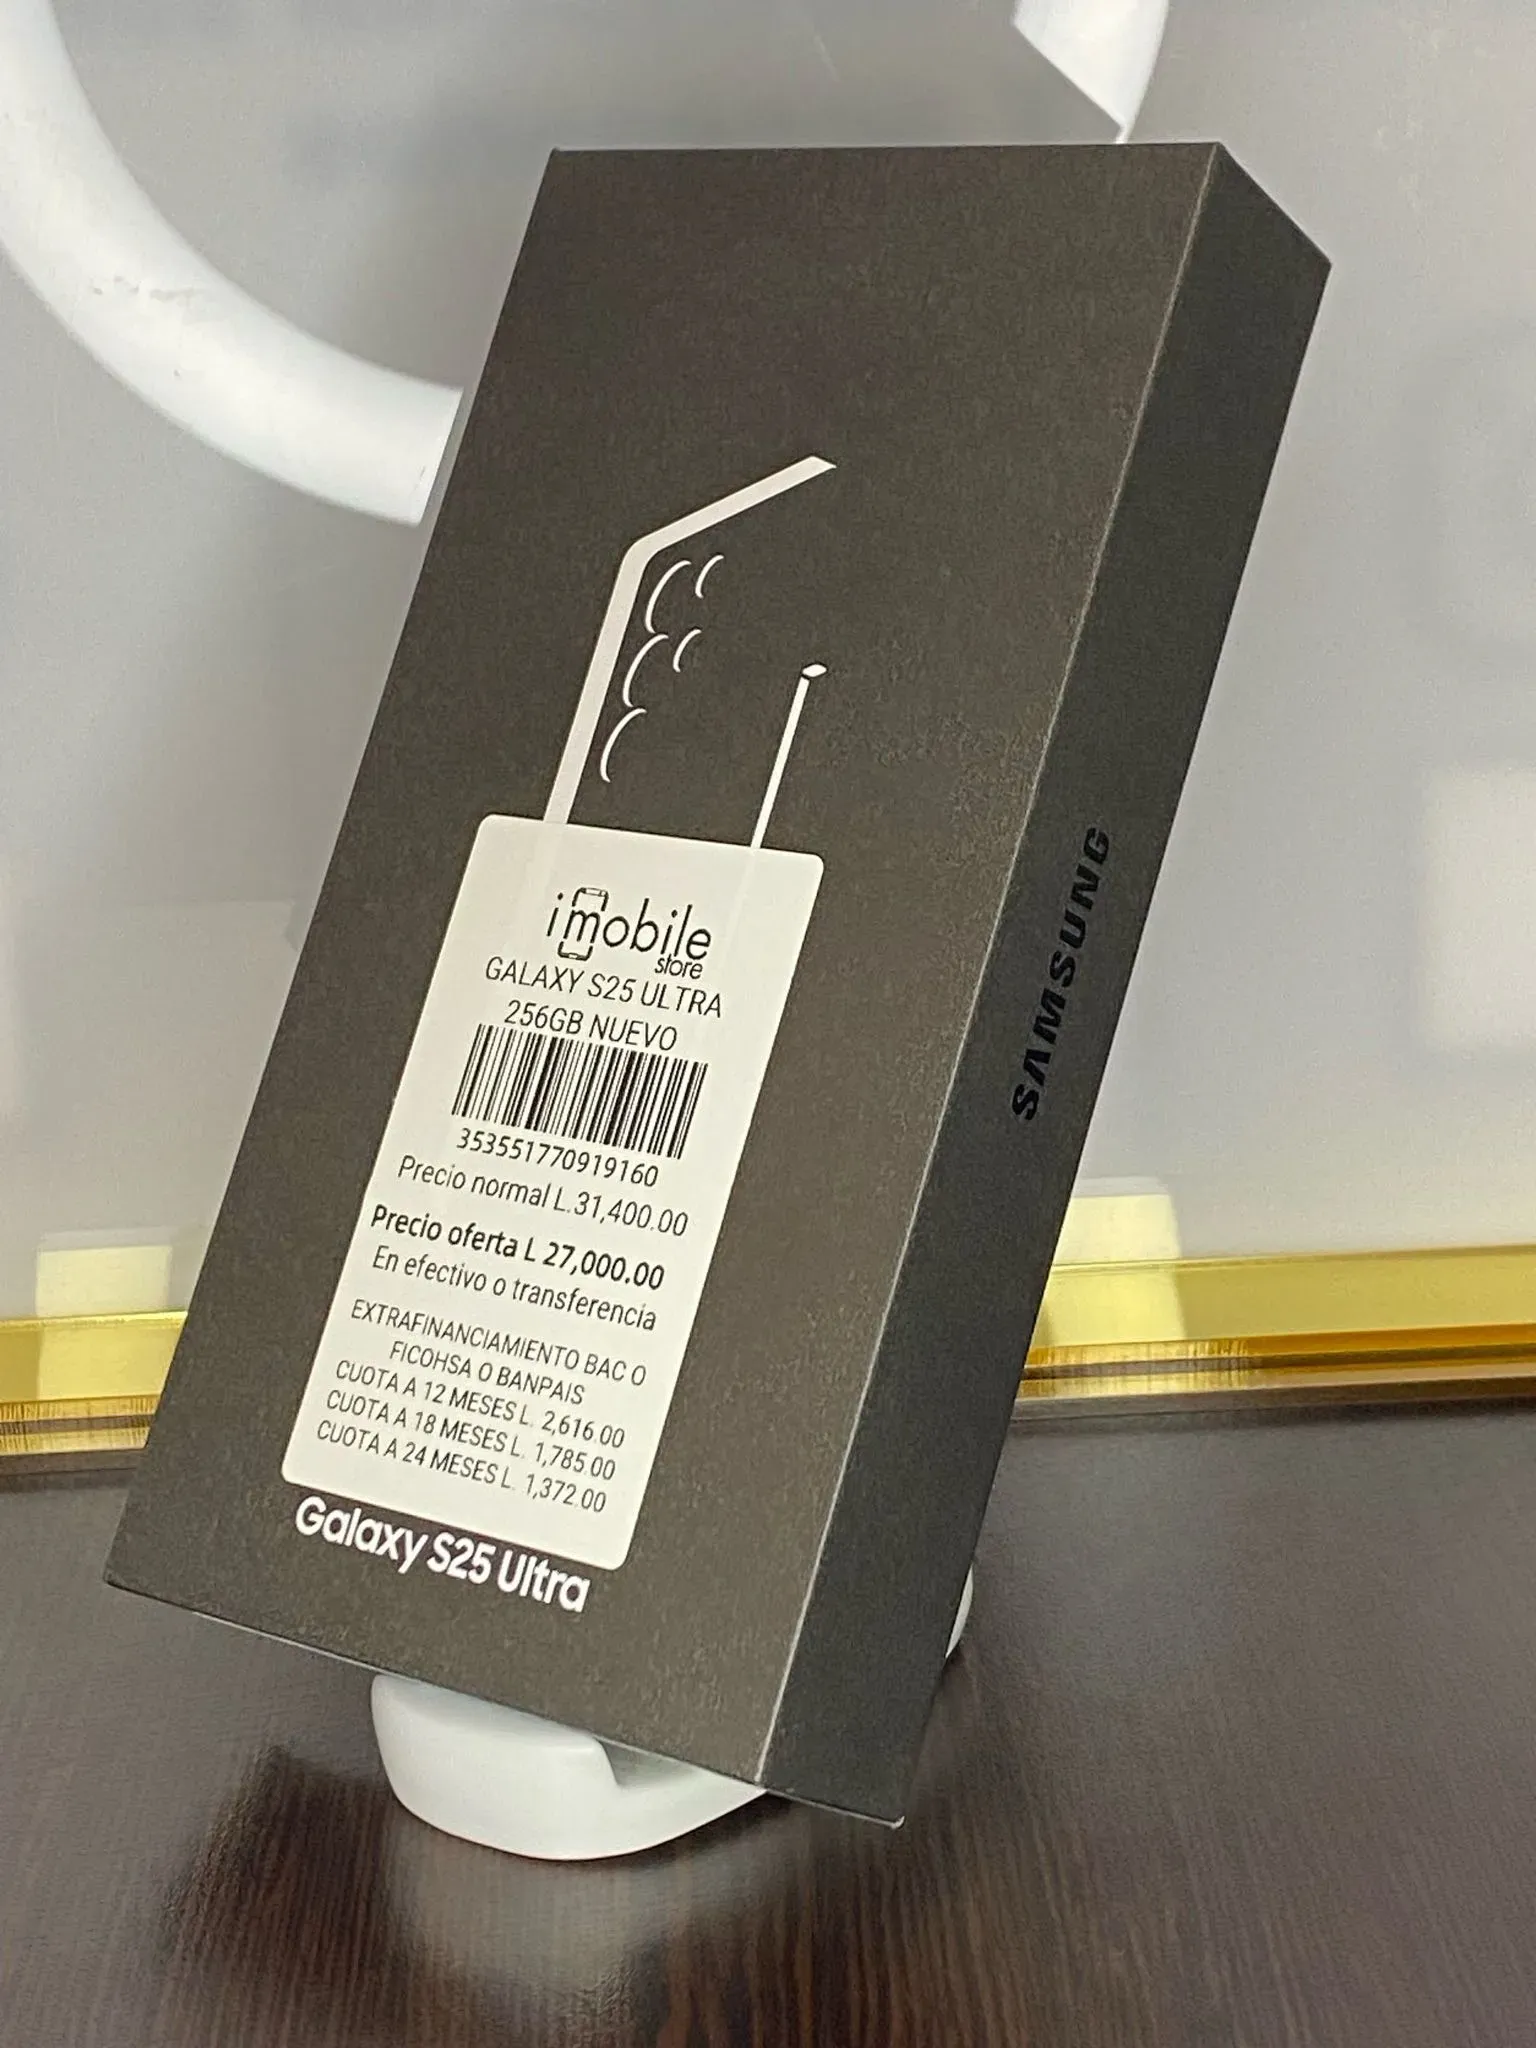 imobile
store
GALAXY S25 ULTRA
256GB NUEVO
353551770919160
Precio normal L.31,400.00
Precio oferta L 27,000.00
En efectivo o transferencia
EXTRAFINANCIAMIENTO BAC O
FICOHSA O BANPAIS
CUOTA A 12 MESES L. 2,616.00
CUOTA A 18 MESES L. 1,785.00
CUOTA A 24 MESES L. 1,372.00
Galaxy S25 Ultra
SAMSUNG